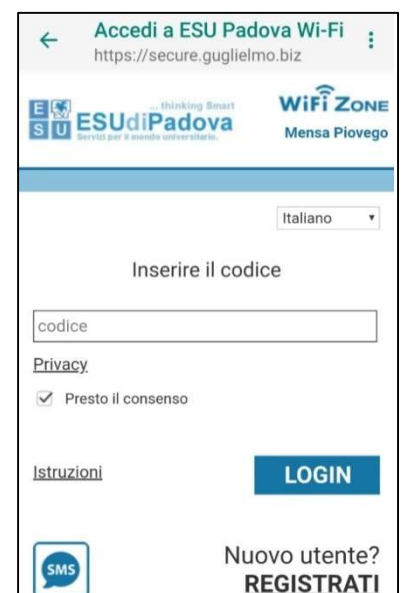 Accedi a ESU Padova Wi-Fi
https://secure.guglielmo.biz
E S U
... thinking Smart
ESUdiPadova
Servizi per il mondo universitario.
WiFi ZONE
Mensa Piovego
Italiano
Inserire il codice
codice
Privacy
Presto il consenso
Istruzioni
LOGIN
SMS
Nuovo utente?
REGISTRATI